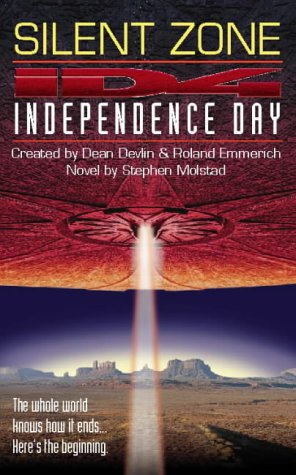 SILENT ZONE
ID4
INDEPENDENCE DAY
Created by Dean Devlin & Roland Emmerich
Novel by Stephen Molstad
The whole world
knows how it ends...
Here's the beginning.